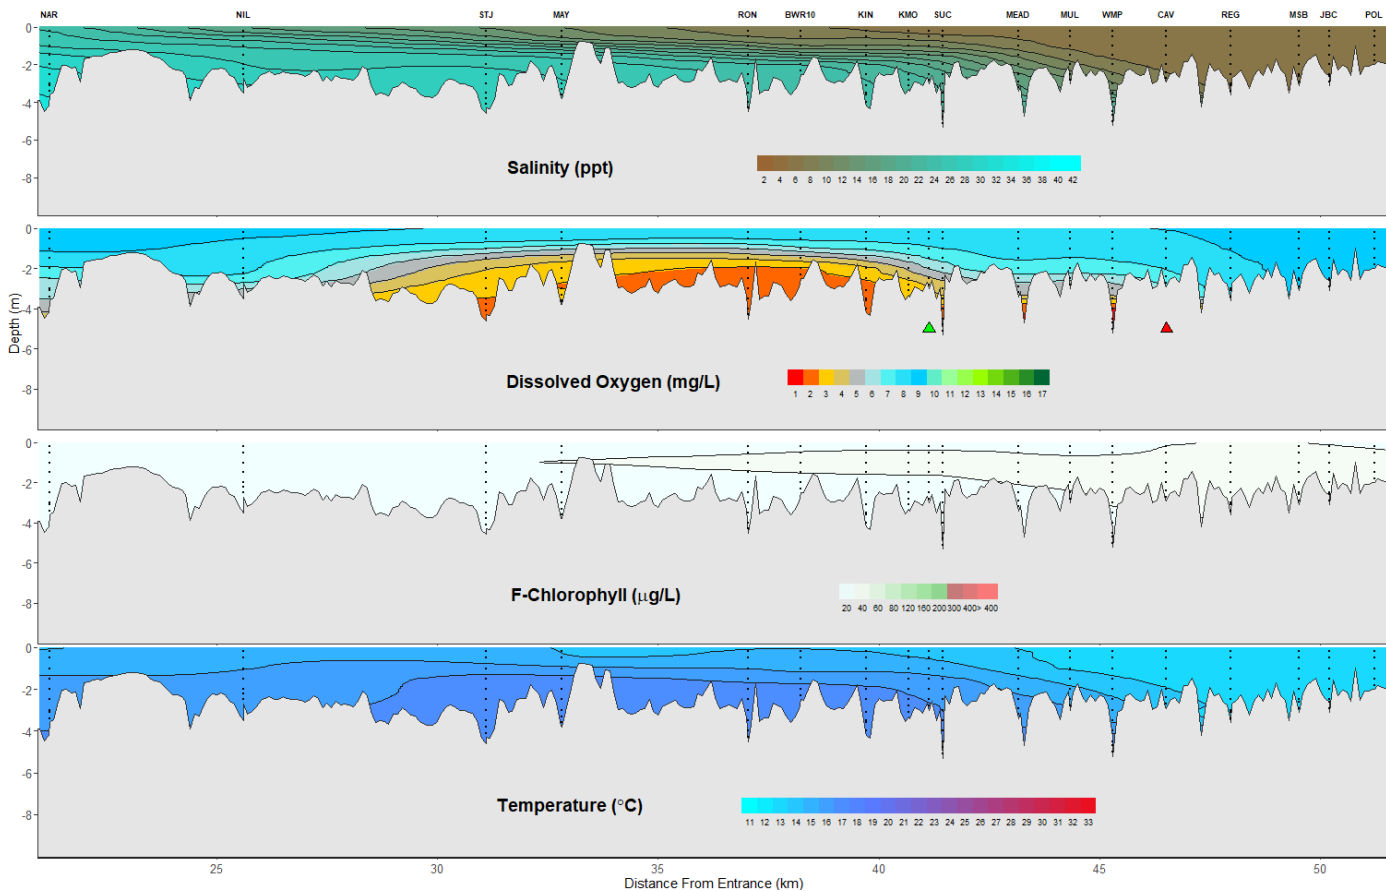 NAR NIL STJ MAY RON BWR10 KIN KMO SUC MEAD MUL WMP CAV REG MSB JBC POL
0
-2
-4
-6
-8
Salinity (ppt)
2 4 6 8 10 12 14 16 18 20 22 24 26 28 30 32 34 36 38 40 42
0
-2
-4
-6
-8
Dissolved Oxygen (mg/L)
1 2 3 4 5 6 7 8 9 10 11 12 13 14 15 16 17
Depth (m)
0
-2
-4
-6
-8
F-Chlorophyll (μg/L)
20 40 60 80 120 160 200 300 400 > 400
0
-2
-4
-6
-8
Temperature (°C)
11 12 13 14 15 16 17 18 19 20 21 22 23 24 25 26 27 28 29 30 31 32 33
25 30 35 40 45 50
Distance From Entrance (km)